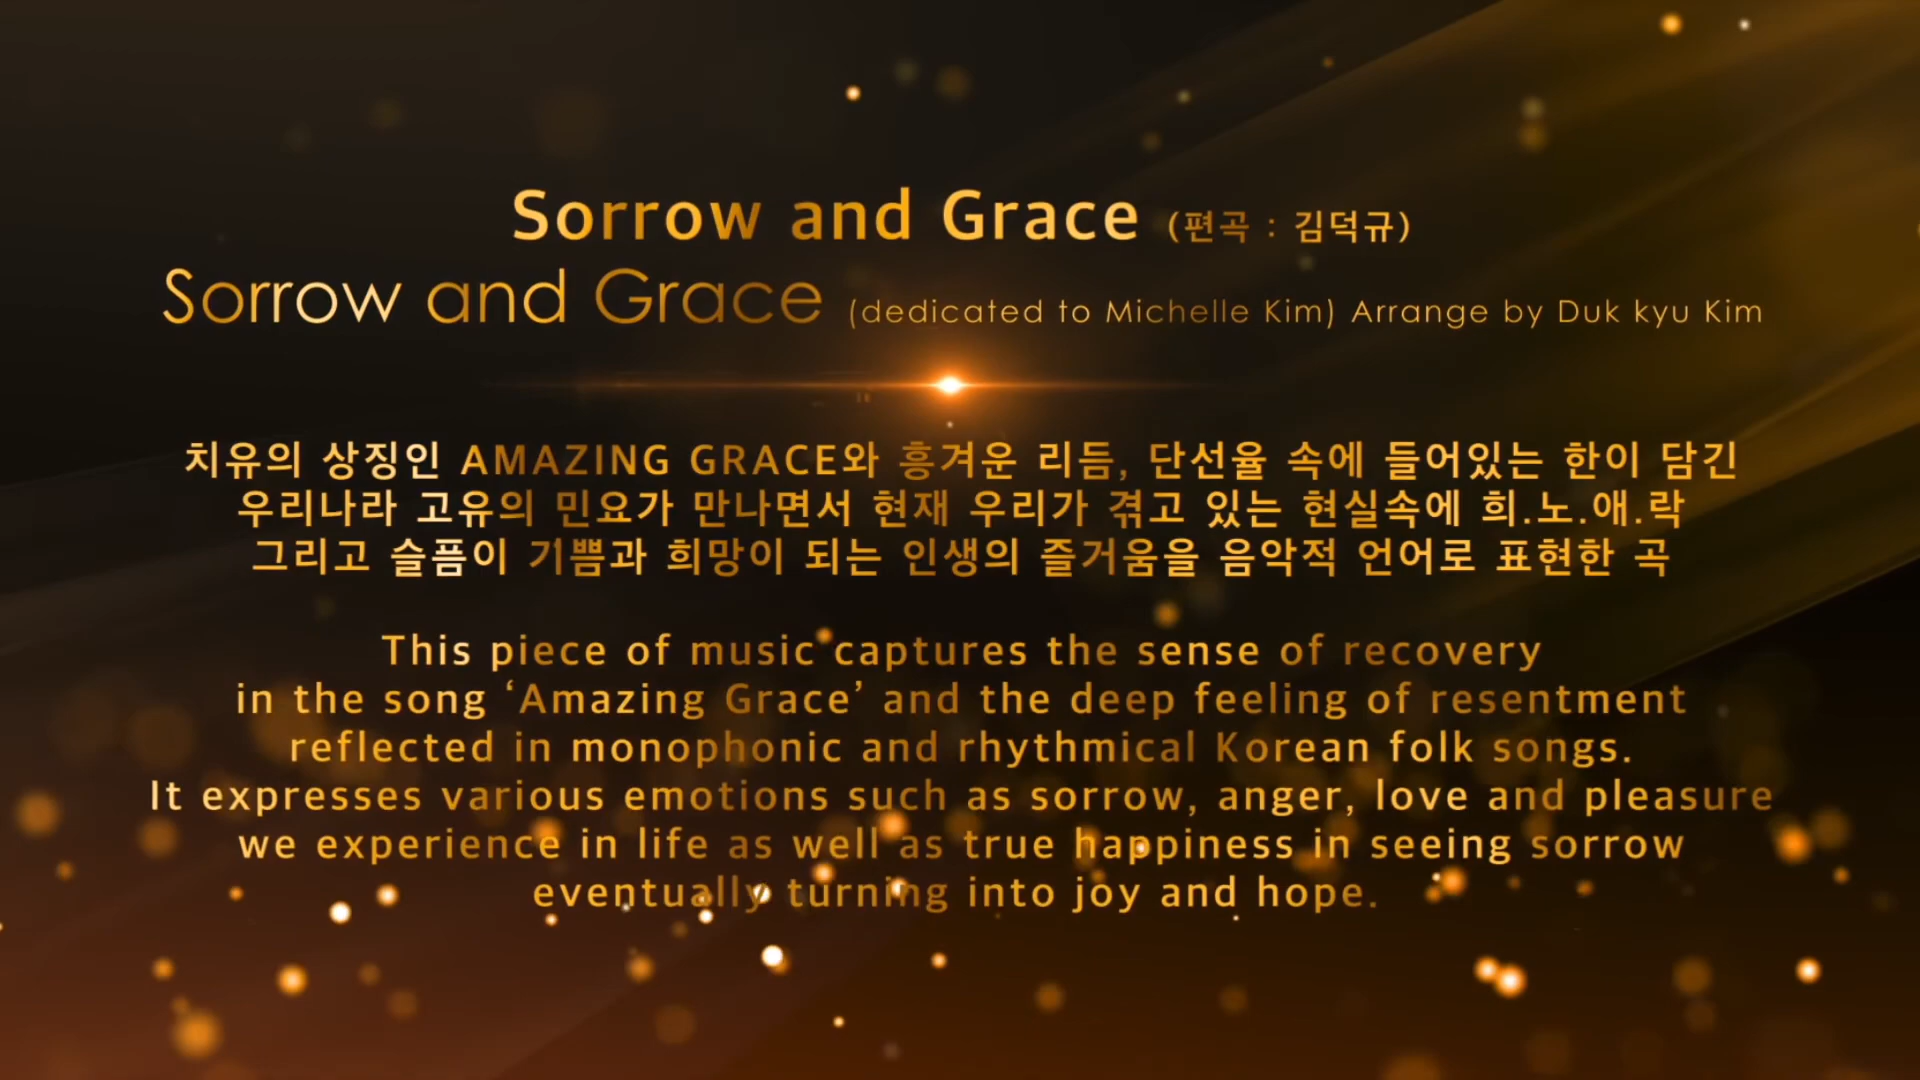 Sorrow and Grace (편곡 : 김덕규)
Sorrow and Grace (dedicated to Michelle Kim) Arrange by Duk kyu Kim
치유의 상징인 AMAZING GRACE와 흥겨운 리듬, 단선율 속에 들어있는 한이 담긴
우리나라 고유의 민요가 만나면서 현재 우리가 겪고 있는 현실속에 희.노.애.락
그리고 슬픔이 기쁨과 희망이 되는 인생의 즐거움을 음악적 언어로 표현한 곡
This piece of music captures the sense of recovery
in the song ‘Amazing Grace’ and the deep feeling of resentment
reflected in monophonic and rhythmical Korean folk songs.
It expresses various emotions such as sorrow, anger, love and pleasure
we experience in life as well as true happiness in seeing sorrow
eventually turning into joy and hope.